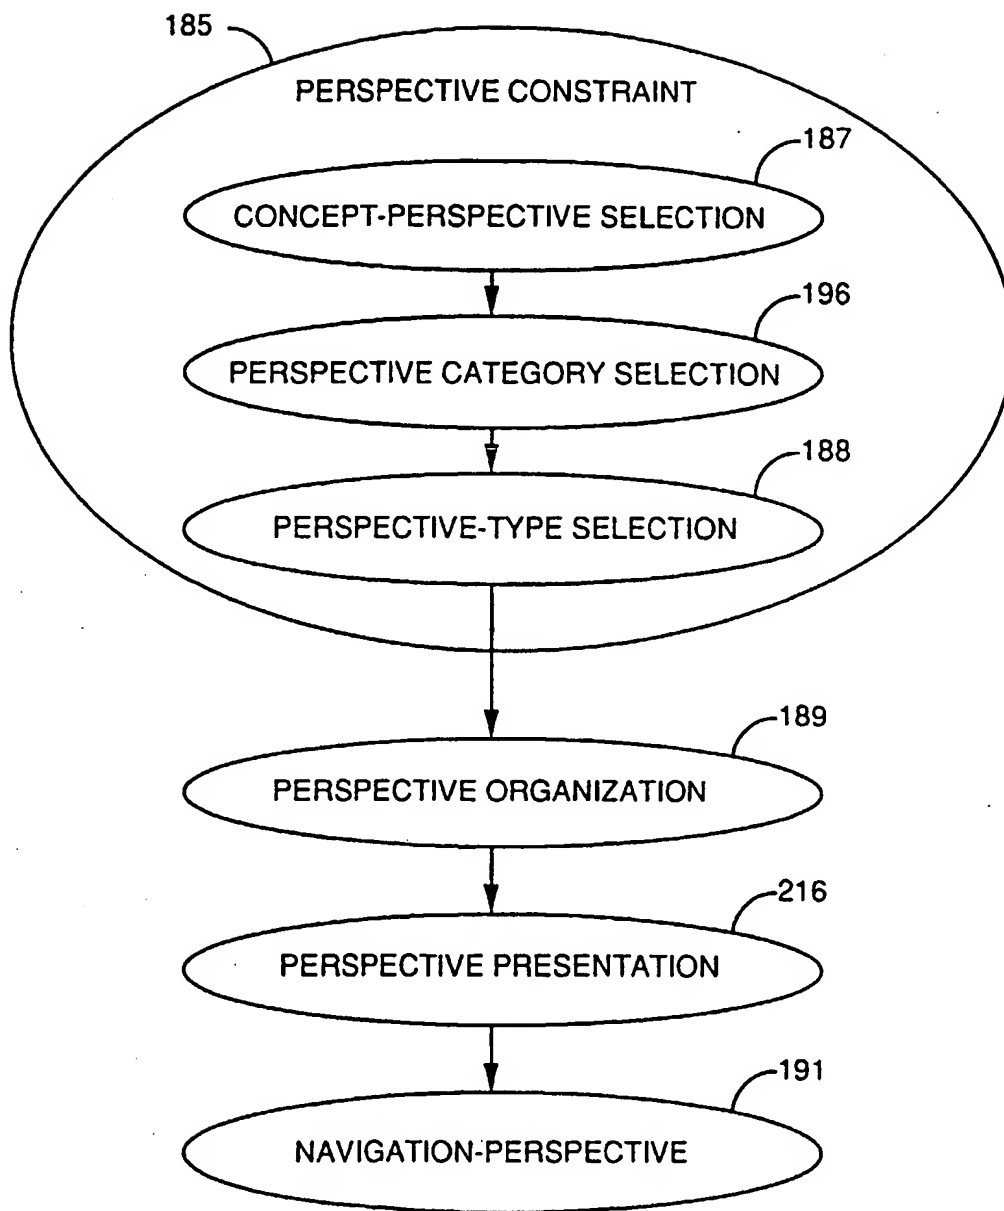 185
PERSPECTIVE CONSTRAINT
187
CONCEPT-PERSPECTIVE SELECTION
196
PERSPECTIVE CATEGORY SELECTION
188
PERSPECTIVE-TYPE SELECTION
189
PERSPECTIVE ORGANIZATION
216
PERSPECTIVE PRESENTATION
191
NAVIGATION-PERSPECTIVE